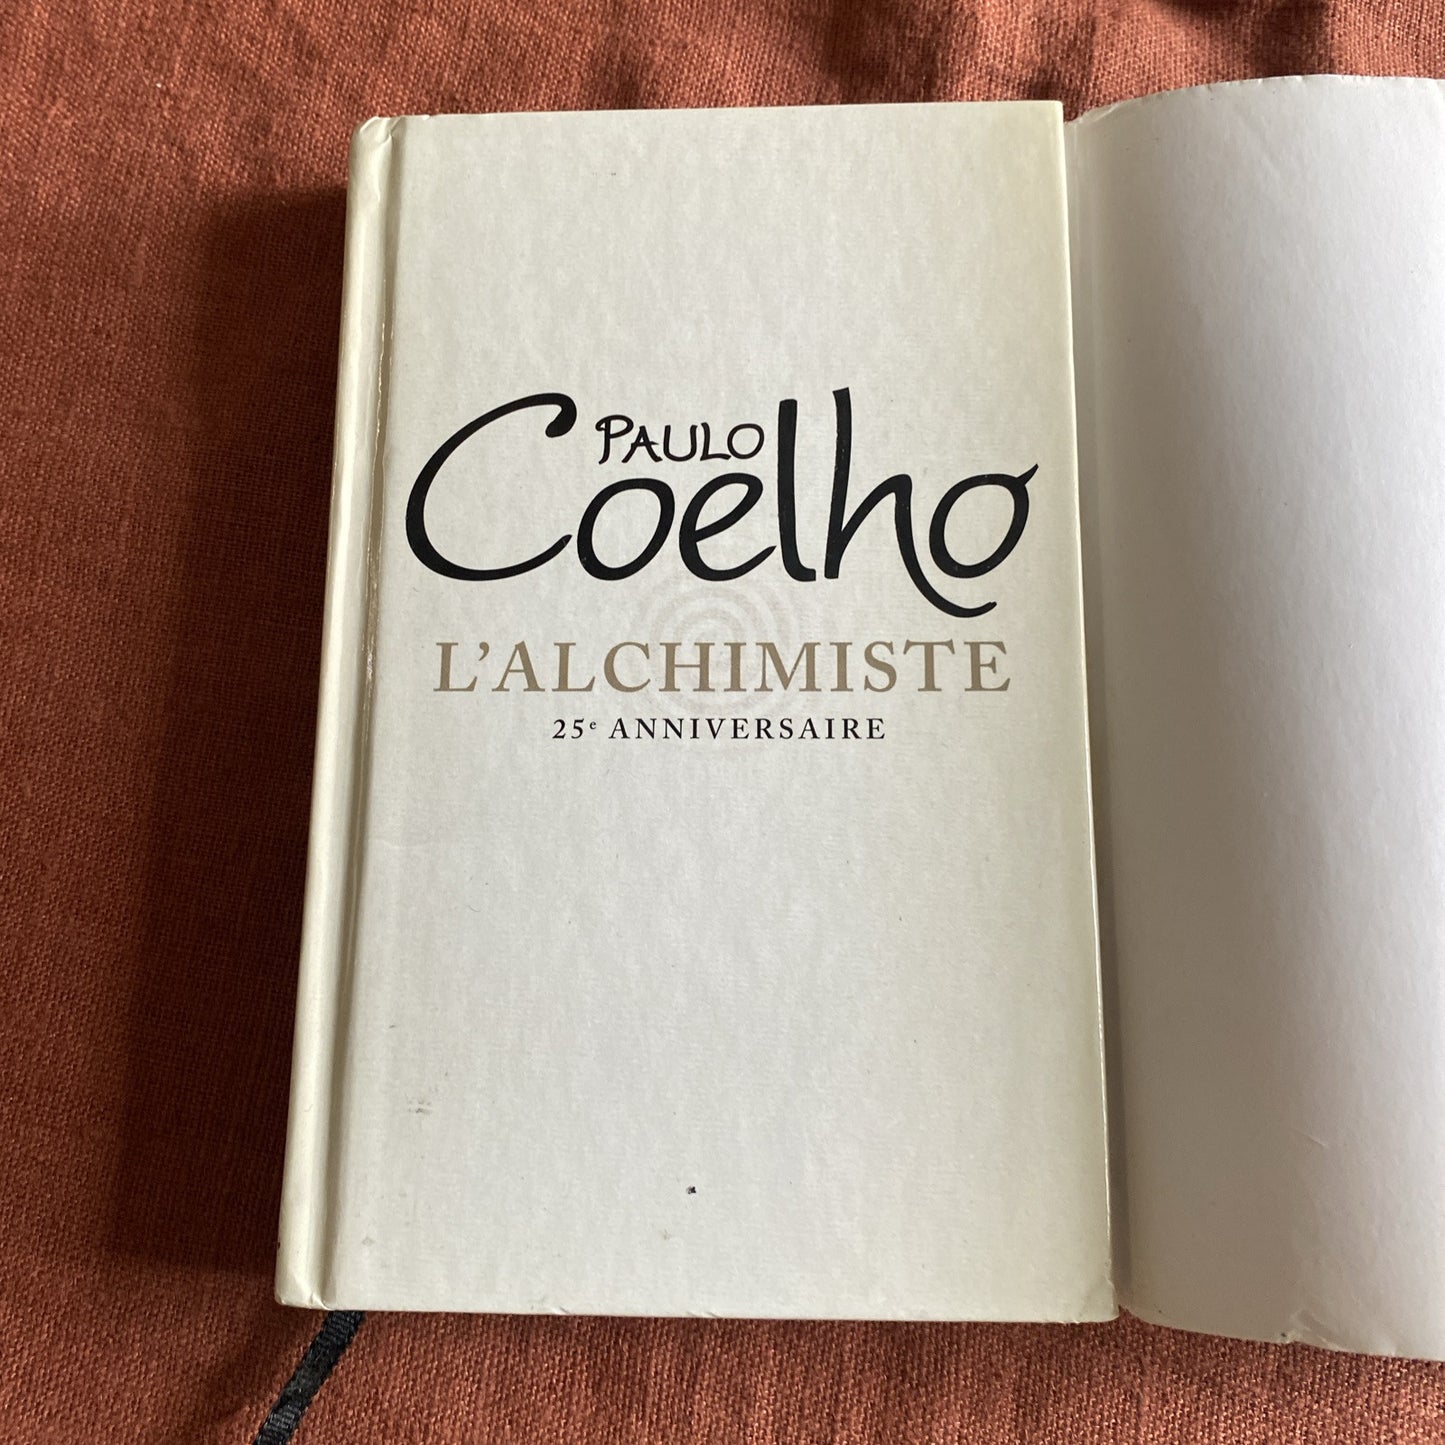 PAULO
Coelho
L'ALCHIMISTE
25e ANNIVERSAIRE